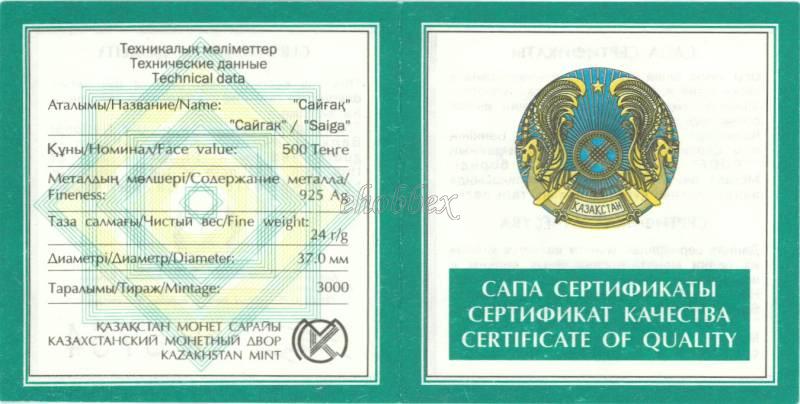 Техникалық мәліметтер
Технические данные
Technical data
Аталымы/Название/Name: "Сайғақ"
"Сайгак" / "Saiga"
Құны/Номинал/Face value: 500 Теңге
Металдың мөлшері/Содержание металла/
Fineness: 925 Ag
Таза салмағы/Чистый вес/Fine weight:
24 г/g
Диаметрі/Диаметр/Diameter: 37.0 мм
Таралымы/Тираж/Mintage: 3000
ҚАЗАҚСТАН МОНЕТ САРАЙЫ
КАЗАХСТАНСКИЙ МОНЕТНЫЙ ДВОР
KAZAKHSTAN MINT
ehobbex
ҚАЗАҚСТАН
САПА СЕРТИФИКАТЫ
СЕРТИФИКАТ КАЧЕСТВА
CERTIFICATE OF QUALITY